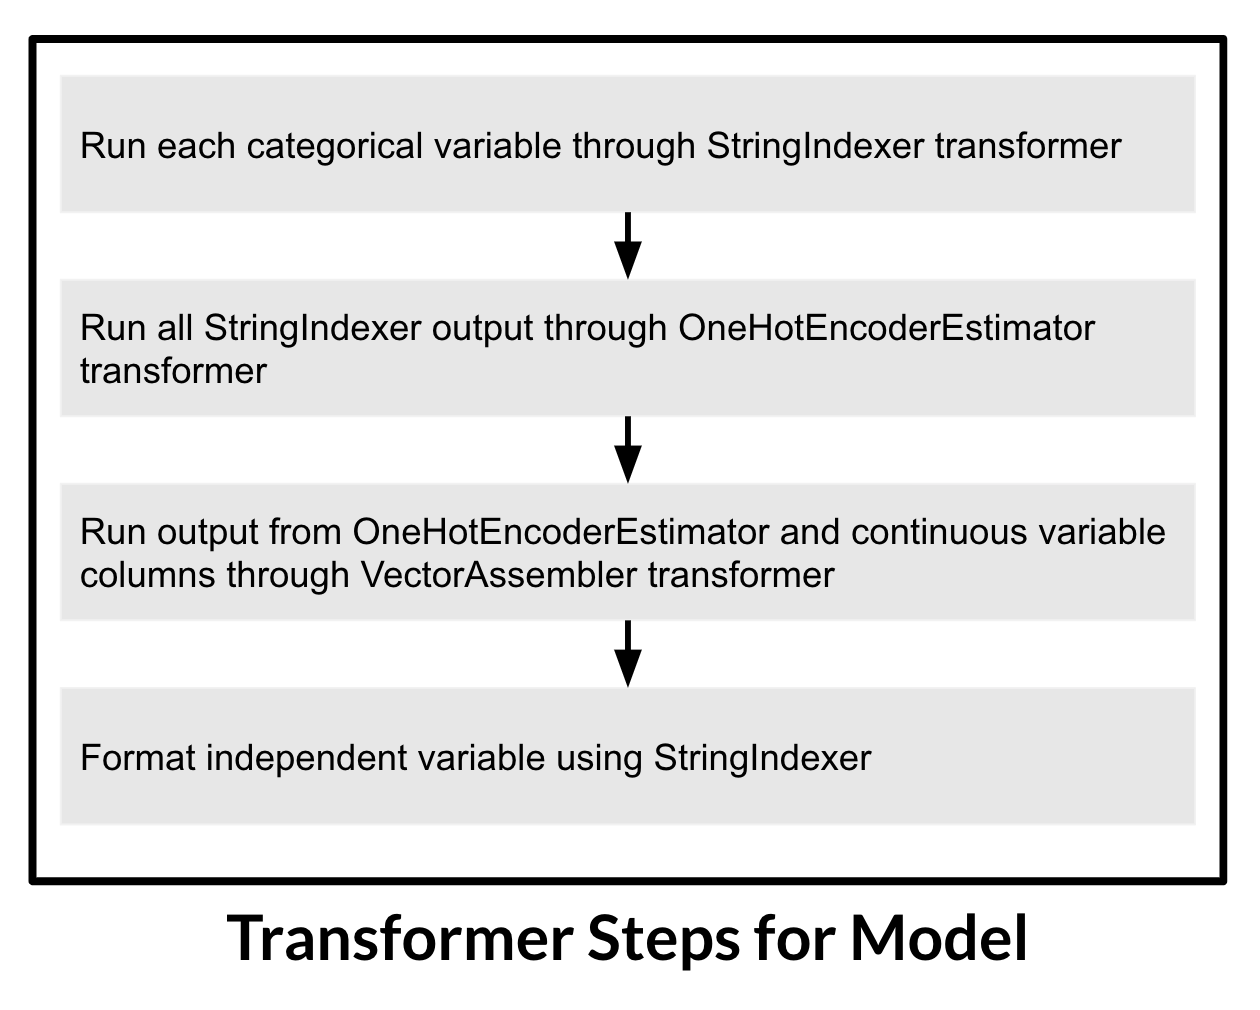 Run each categorical variable through StringIndexer transformer
Run all StringIndexer output through OneHotEncoderEstimator
transformer
Run output from OneHotEncoderEstimator and continuous variable
columns through VectorAssembler transformer
Format independent variable using StringIndexer
Transformer Steps for Model